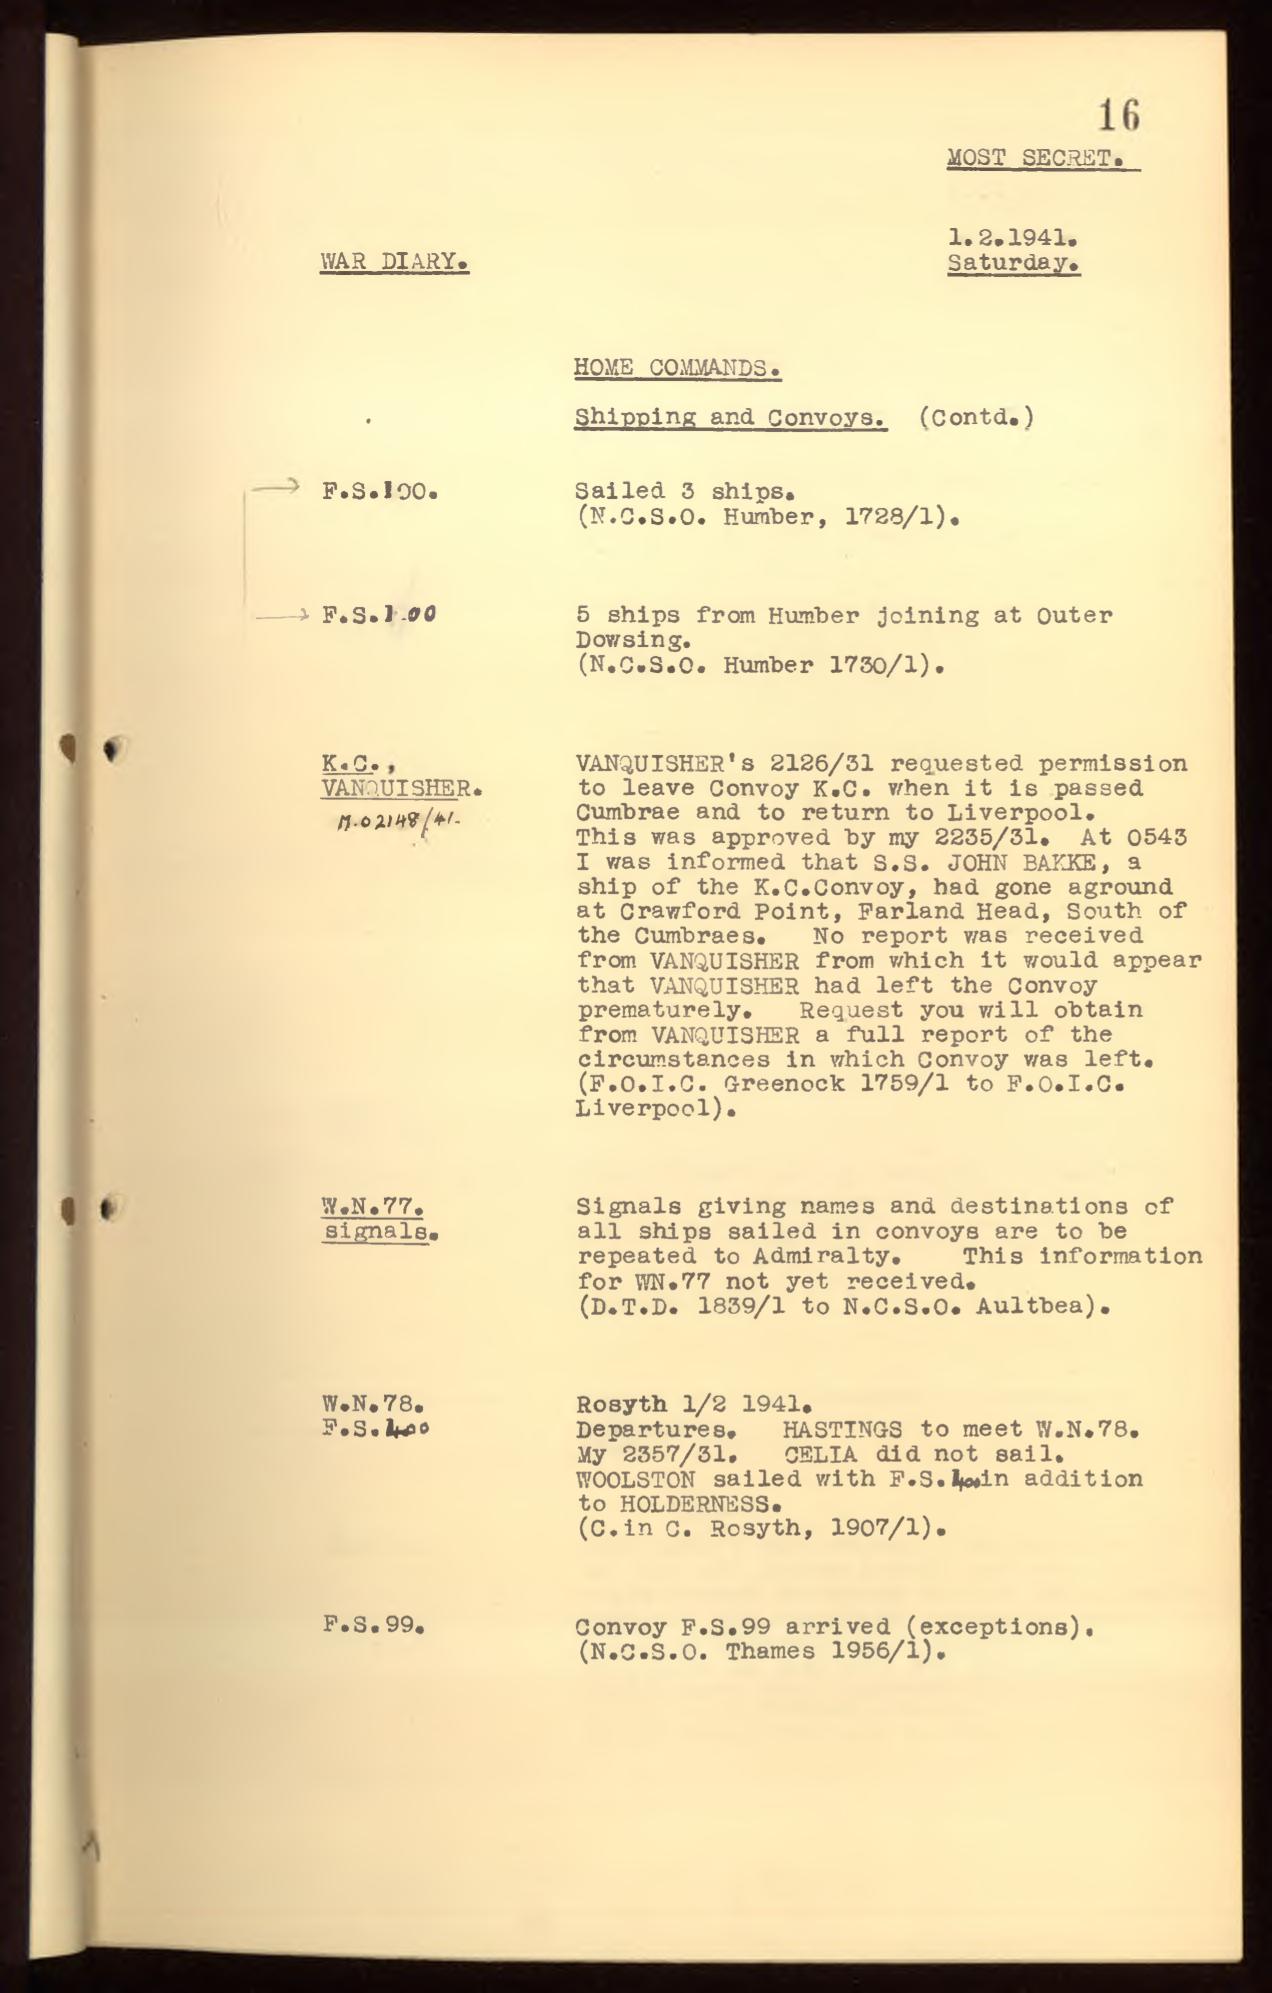 16
MOST SECRET.
1.2.1941.
WAR DIARY.
Saturday.
HOME COMMANDS.
Shipping and Convoys. (Contd.)
F.S.100.
Sailed 3 ships.
(N.C.S.O. Humber, 1728/1).
F.S.100
5 ships from Humber joining at Outer
Dowsing.
(N.C.S.O. Humber 1730/1).
K.C.,
VANQUISHER.
M.02148/41.
VANQUISHER's 2126/31 requested permission
to leave Convoy K.C. when it is passed
Cumbrae and to return to Liverpool.
This was approved by my 2235/31. At 0543
I was informed that S.S. JOHN BAKKE, a
ship of the K.C.Convoy, had gone aground
at Crawford Point, Farland Head, South of
the Cumbraes. No report was received
from VANQUISHER from which it would appear
that VANQUISHER had left the Convoy
prematurely. Request you will obtain
from VANQUISHER a full report of the
circumstances in which Convoy was left.
(F.O.I.C. Greenock 1759/1 to F.O.I.C.
Liverpool).
W.N.77.
signals.
Signals giving names and destinations of
all ships sailed in convoys are to be
repeated to Admiralty. This information
for WN.77 not yet received.
(D.T.D. 1839/1 to N.C.S.O. Aultbea).
W.N.78.
F.S.400
Rosyth 1/2 1941.
Departures. HASTINGS to meet W.N.78.
My 2357/31. CELIA did not sail.
WOOLSTON sailed with F.S.400in addition
to HOLDERNESS.
(C.in C. Rosyth, 1907/1).
F.S.99.
Convoy F.S.99 arrived (exceptions).
(N.C.S.O. Thames 1956/1).